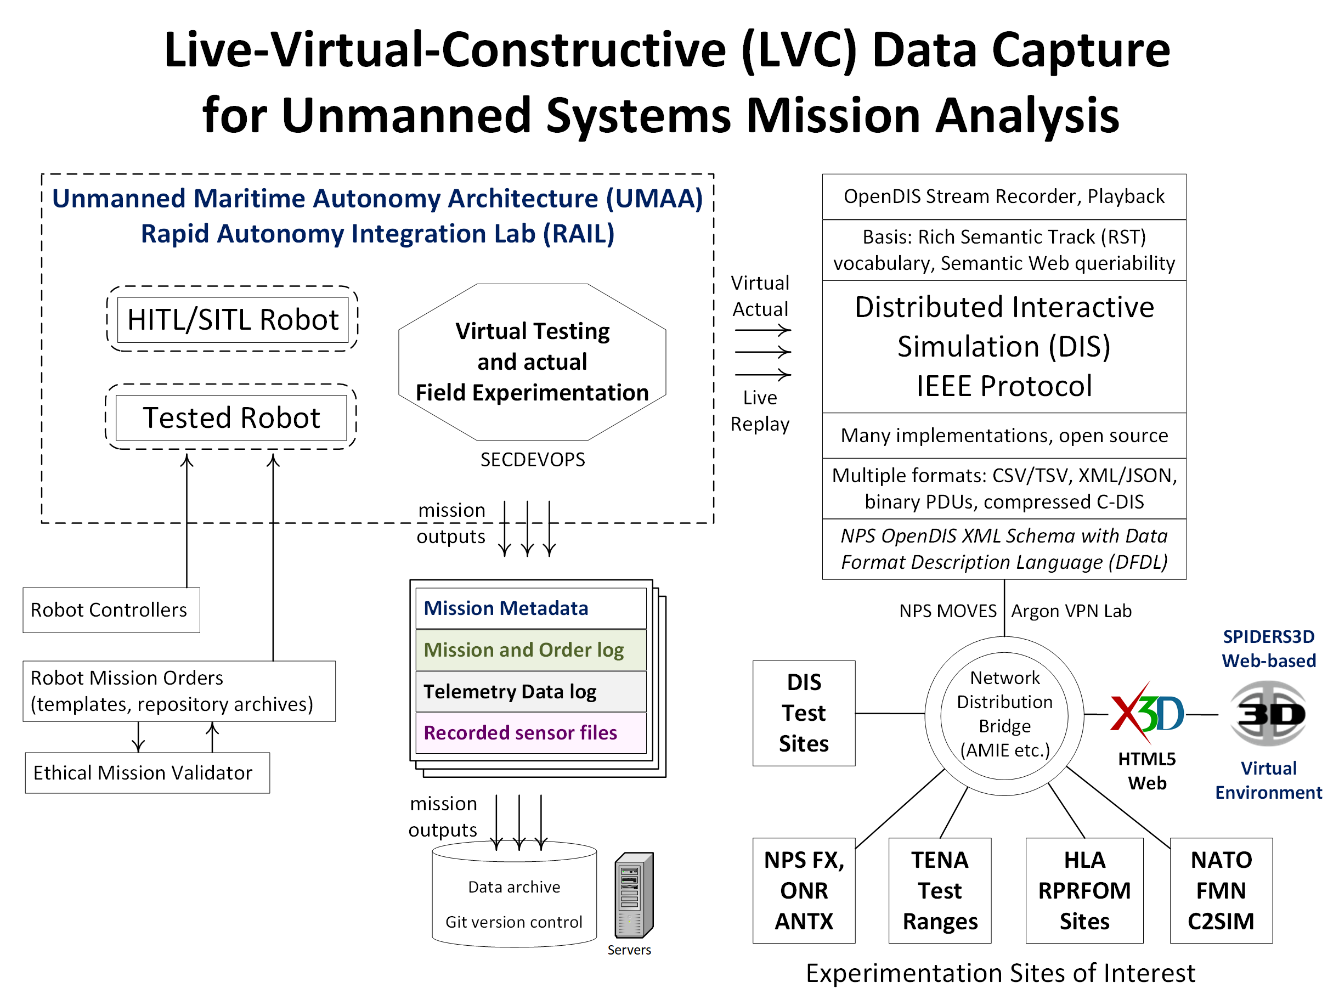 Live-Virtual-Constructive (LVC) Data Capture
for Unmanned Systems Mission Analysis
Unmanned Maritime Autonomy Architecture (UMAA)
Rapid Autonomy Integration Lab (RAIL)
HITL/SITL Robot
Tested Robot
Virtual Testing
and actual
Field Experimentation
SECDEVOPS
mission
outputs
Robot Controllers
Robot Mission Orders
(templates, repository archives)
Ethical Mission Validator
Mission Metadata
Mission and Order log
Telemetry Data log
Recorded sensor files
mission
outputs
Data archive
Git version control
Servers
Virtual
Actual
Live
Replay
OpenDIS Stream Recorder, Playback
Basis: Rich Semantic Track (RST)
vocabulary, Semantic Web queriability
Distributed Interactive
Simulation (DIS)
IEEE Protocol
Many implementations, open source
Multiple formats: CSV/TSV, XML/JSON,
binary PDUs, compressed C-DIS
NPS OpenDIS XML Schema with Data
Format Description Language (DFDL)
NPS MOVES
Argon VPN Lab
DIS
Test
Sites
Network
Distribution
Bridge
(AMIE etc.)
X3D
HTML5
Web
SPIDERS3D
Web-based
3D
Virtual
Environment
NPS FX,
ONR
ANTX
TENA
Test
Ranges
HLA
RPRFOM
Sites
NATO
FMN
C2SIM
Experimentation Sites of Interest